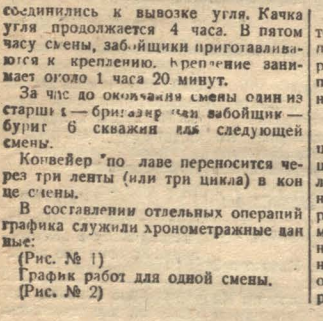 соединились к вывозке угля. Качка
угля продолжается 4 часа. В пятом
часу смены, забойщики приготавлива-
ются к креплению. Крепление зани-
мает около 1 часа 20 минут.
За час до окончания смены один из
старших — бригадир или забойщик —
бурит 6 скважин для следующей
смены.
Конвейер по лаве переносится че-
рез три ленты (или три цикла) в кон
це смены.
В составлении отдельных операций
графика служили хронометражные дан
ные:
(Рис. № 1)
График работ для одной смены.
(Рис. № 2)